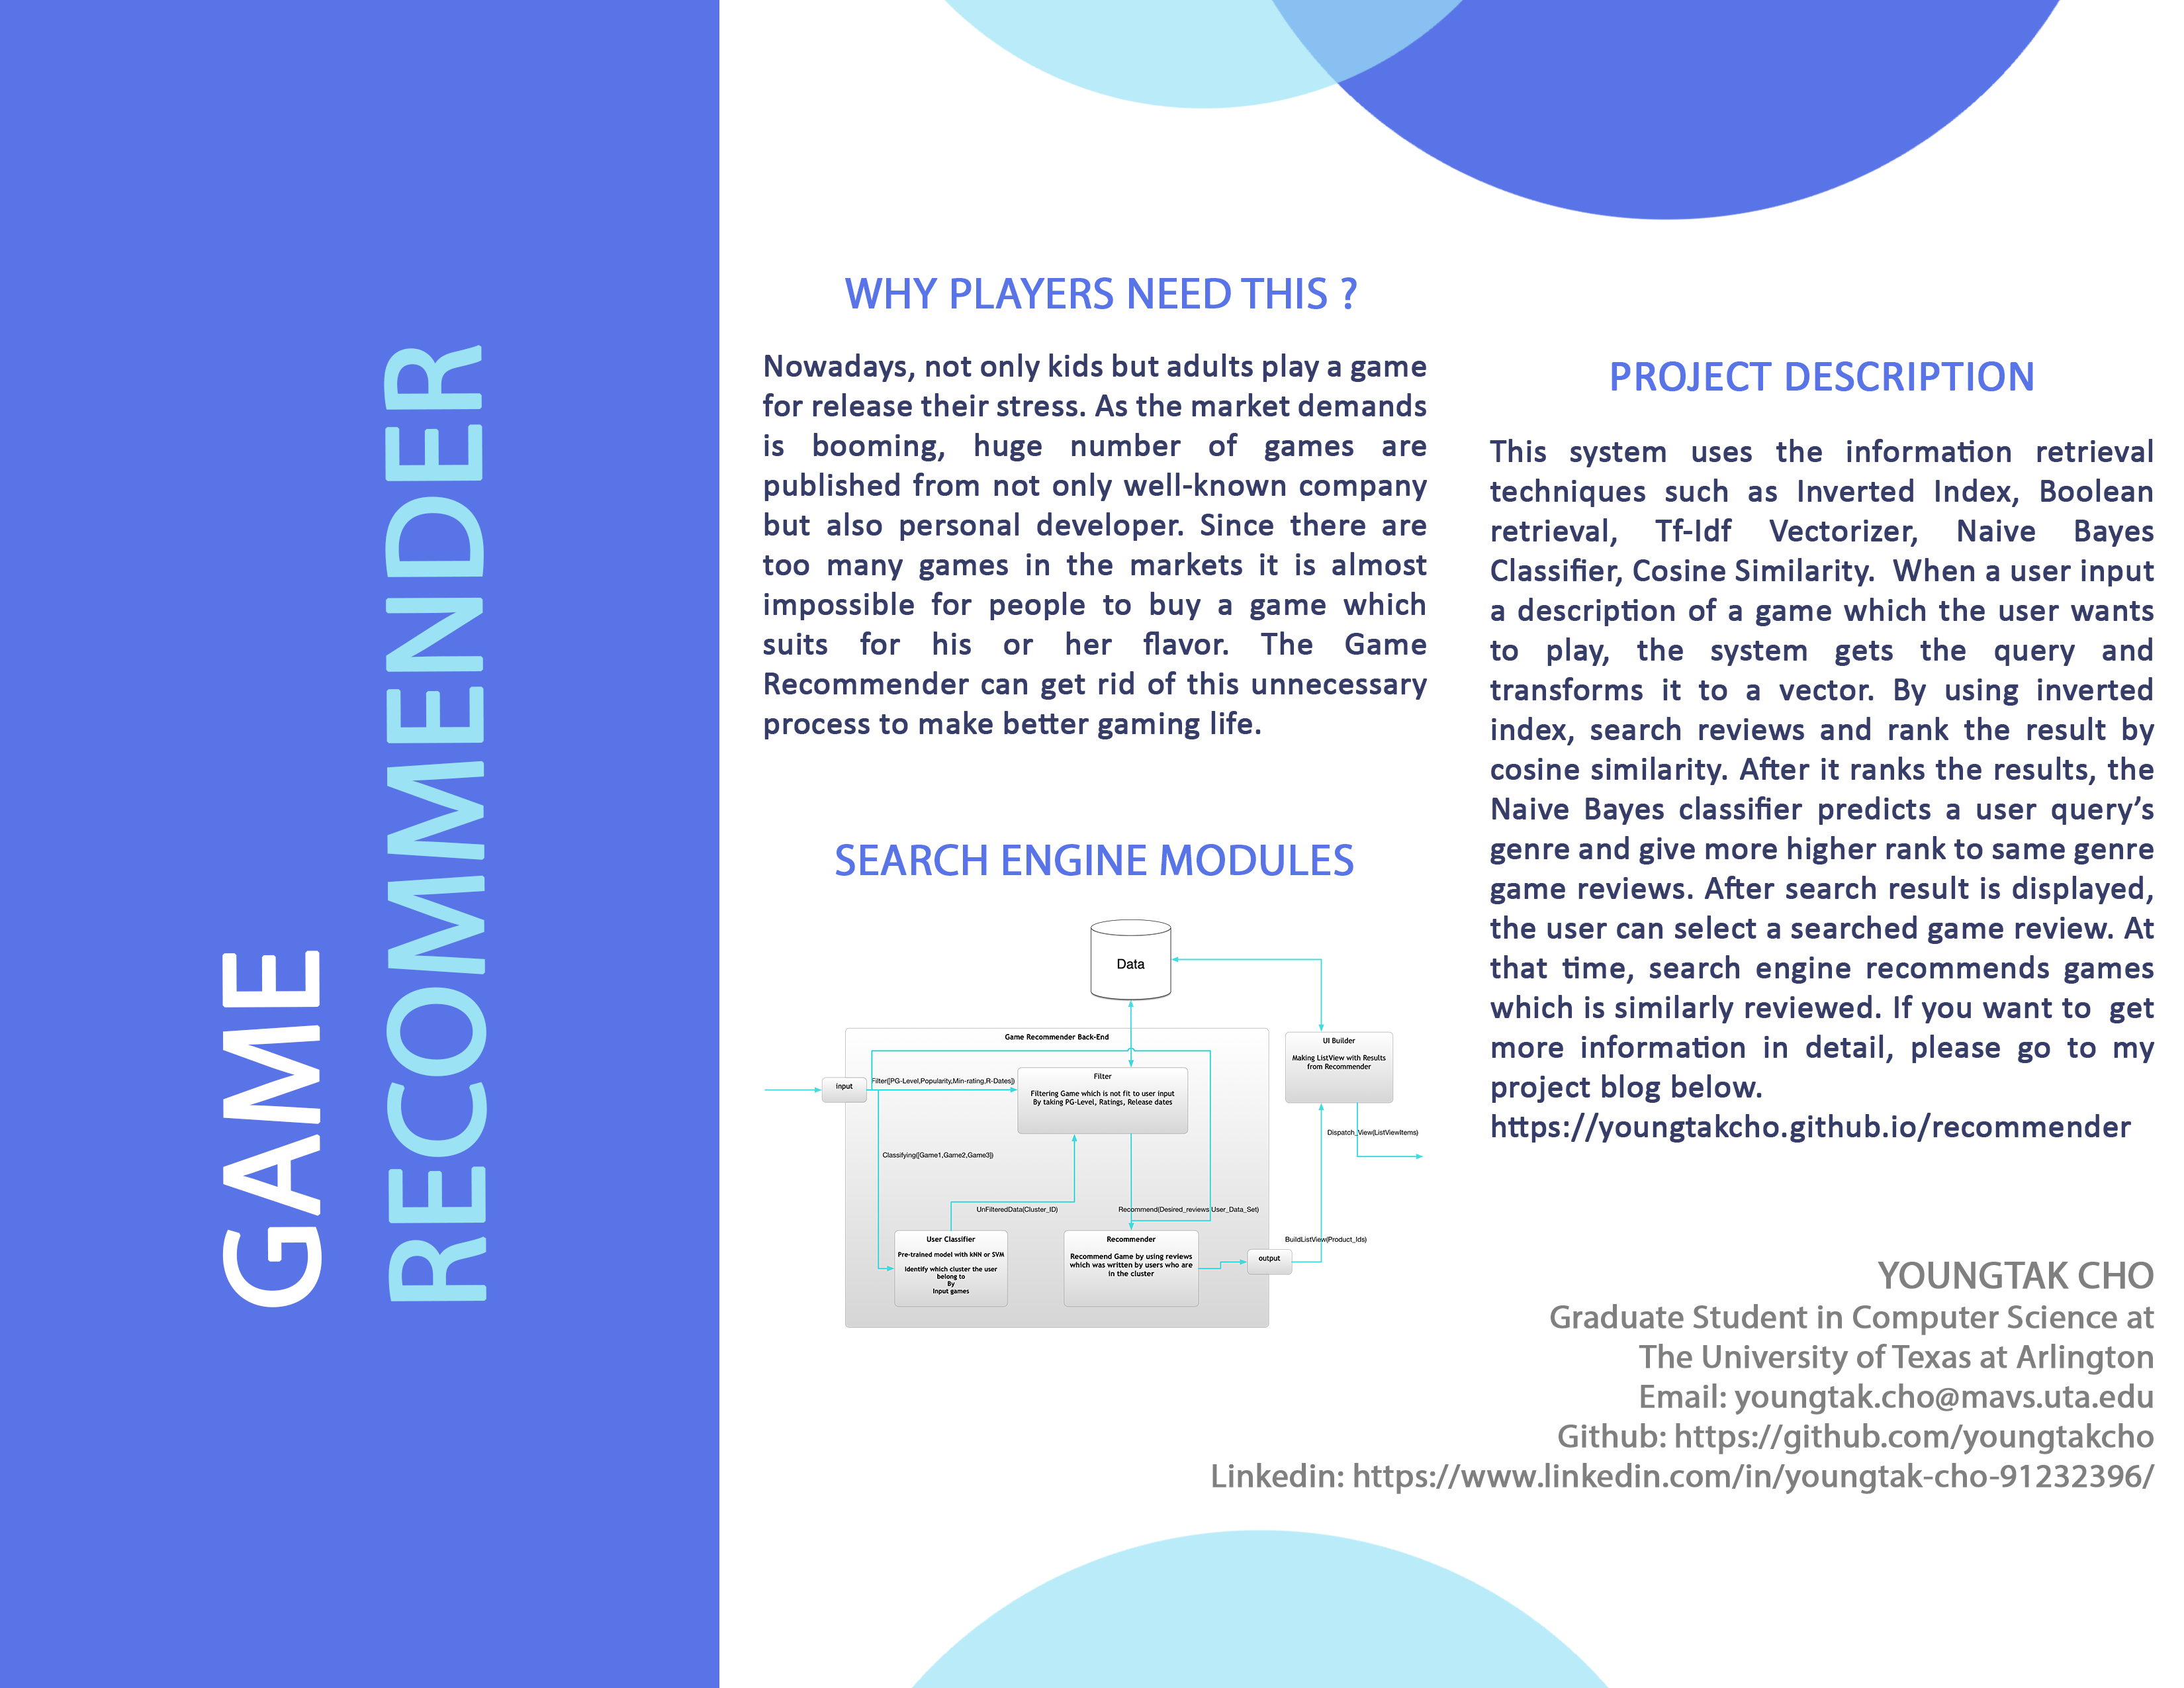 GAME
RECOMMENDER
WHY PLAYERS NEED THIS ?
Nowadays, not only kids but adults play a game
for release their stress. As the market demands
is booming, huge number of games are
published from not only well-known company
but also personal developer. Since there are
too many games in the markets it is almost
impossible for people to buy a game which
suits for his or her flavor. The Game
Recommender can get rid of this unnecessary
process to make better gaming life.
SEARCH ENGINE MODULES
Data
Game Recommender Back-End
input
Filter([PG-Level,Popularity,Min-rating,R-Dates])
Filter
Filtering Game which is not fit to user input
By taking PG-Level, Ratings, Release dates
UI Builder
Making ListView with Results
from Recommender
Dispatch_View(ListViewItems)
Classifying([Game1,Game2,Game3])
UnFilteredData(Cluster_ID)
Recommend(Desired_reviews,User_Data_Set)
User Classifier
Pre-trained model with kNN or SVM
Identify which cluster the user
belong to
By
Input games
Recommender
Recommend Game by using reviews
which was written by users who are
in the cluster
output
BuildListView(Product_Ids)
PROJECT DESCRIPTION
This system uses the information retrieval
techniques such as Inverted Index, Boolean
retrieval, Tf-Idf Vectorizer, Naive Bayes
Classifier, Cosine Similarity. When a user input
a description of a game which the user wants
to play, the system gets the query and
transforms it to a vector. By using inverted
index, search reviews and rank the result by
cosine similarity. After it ranks the results, the
Naive Bayes classifier predicts a user query’s
genre and give more higher rank to same genre
game reviews. After search result is displayed,
the user can select a searched game review. At
that time, search engine recommends games
which is similarly reviewed. If you want to get
more information in detail, please go to my
project blog below.
https://youngtakcho.github.io/recommender
YOUNGTAK CHO
Graduate Student in Computer Science at
The University of Texas at Arlington
Email: youngtak.cho@mavs.uta.edu
Github: https://github.com/youngtakcho
Linkedin: https://www.linkedin.com/in/youngtak-cho-91232396/